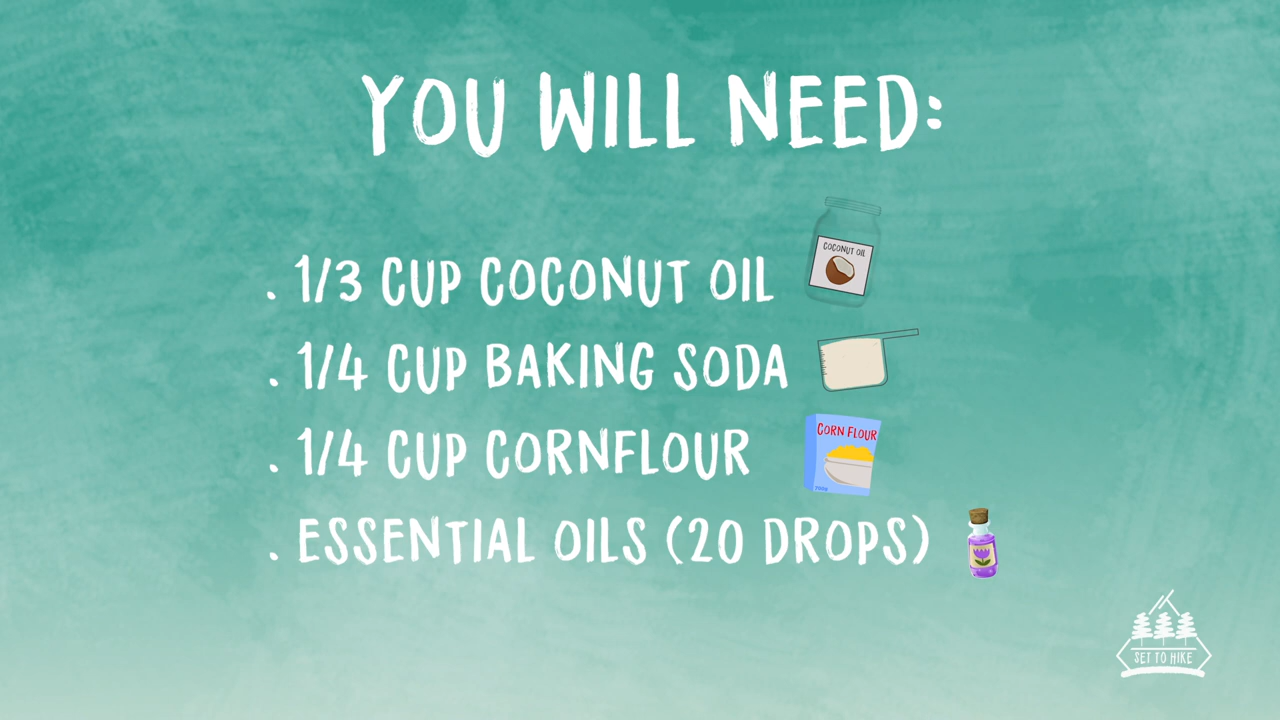 YOU WILL NEED:
. 1/3 CUP COCONUT OIL
COCONUT OIL
. 1/4 CUP BAKING SODA
. 1/4 CUP CORNFLOUR
CORN FLOUR
. ESSENTIAL OILS (20 DROPS)
SET TO HIKE